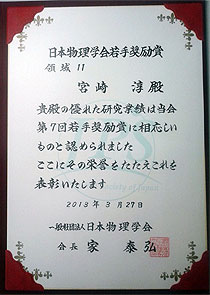 日本物理学会若手奨励賞
領域11
宮崎 淳殿
貴殿の優れた研究業績は当会
第7回若手奨励賞に相応しい
ものと認められました
ここにその栄誉をたたえこれを
表彰いたします
2013年3月27日
一般社団法人日本物理学会
会長 家 泰弘